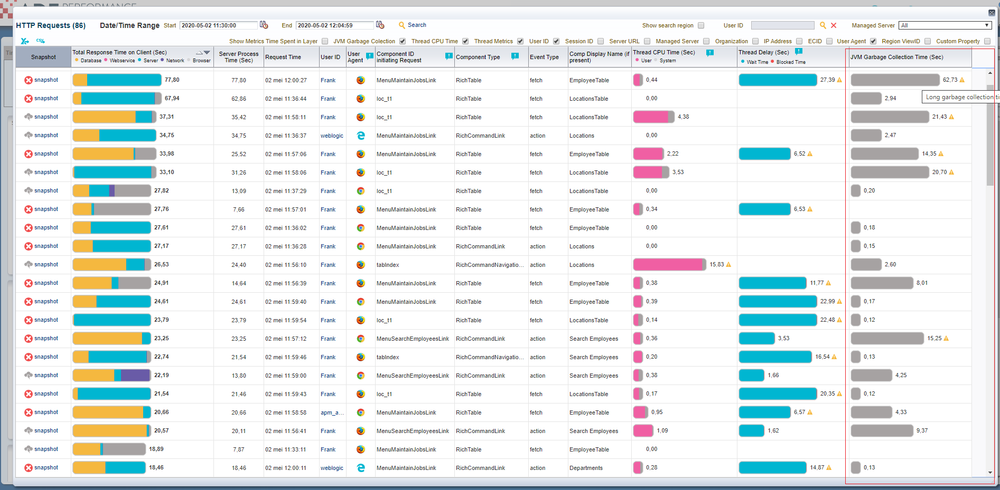 ADF PERFORMANCE
HTTP Requests (86) Date/Time Range Start 2020-05-02 11:30:00 End 2020-05-02 12:04:59 Search Show search region User ID Managed Server All
CSV Show Metrics Time Spent in Layer JVM Garbage Colection Thread CPU Time Thread Metrics User ID Session ID Server URL Managed Server Organization IP Address ECID User Agent Region ViewID Custom Property
Snapshot Total Response Time on Client (Sec) Database Webservice Server Network Browser Server Process Time (Sec) Request Time User ID User Agent Component ID initiating Request Component Type Event Type Comp Display Name (if present) Thread CPU Time (Sec) User System Thread Delay (Sec) Wait Time Blocked Time JVM Garbage Collection Time (Sec)
snapshot 77,80 77,80 02 mei 12:00:27 Frank MenuMaintainJobsLink RichTable fetch EmployeeTable 0,44 27,39 62,73
snapshot 67,94 62,86 02 mei 11:36:44 Frank loc_t1 RichTable fetch LocationsTable 0,00 2,94
Long garbage collection
snapshot 37,31 35,42 02 mei 11:58:11 Frank loc_t1 RichTable fetch LocationsTable 4,38 21,43
snapshot 34,75 34,75 02 mei 11:36:37 weblogic MenuMaintainJobsLink RichCommandLink action Locations 0,00 2,47
snapshot 33,98 25,52 02 mei 11:57:06 Frank MenuMaintainJobsLink RichTable fetch EmployeeTable 2,22 6,52 14,35
snapshot 33,10 31,26 02 mei 11:58:06 Frank loc_t1 RichTable fetch LocationsTable 3,53 20,70
snapshot 27,82 13,09 02 mei 11:37:29 Frank loc_t1 RichTable fetch LocationsTable 0,00 0,20
snapshot 27,76 7,66 02 mei 11:57:01 Frank MenuMaintainJobsLink RichTable fetch EmployeeTable 0,34 6,53
snapshot 27,61 27,61 02 mei 11:36:02 Frank MenuMaintainJobsLink RichTable fetch EmployeeTable 0,00 0,18
snapshot 27,17 27,17 02 mei 11:36:28 Frank MenuMaintainJobsLink RichCommandLink action Locations 0,00 0,15
snapshot 26,53 24,40 02 mei 11:56:10 Frank tabIndex RichCommandNavigatio... action Locations 15,83 2,60
snapshot 24,91 14,64 02 mei 11:56:39 Frank MenuMaintainJobsLink RichTable fetch EmployeeTable 0,38 11,77 8,01
snapshot 24,61 24,61 02 mei 11:59:40 Frank MenuMaintainJobsLink RichTable fetch EmployeeTable 0,39 22,99 0,17
snapshot 23,79 23,79 02 mei 11:59:54 Frank loc_t1 RichTable fetch LocationsTable 0,14 22,48 0,12
snapshot 23,25 23,25 02 mei 11:57:12 Frank MenuSearchEmployeesLink RichCommandLink action Search Employees 0,36 3,53 15,25
snapshot 22,74 21,54 02 mei 11:59:46 Frank tabIndex RichCommandNavigatio... action Search Employees 0,20 16,54 0,13
snapshot 22,19 13,80 02 mei 11:59:00 Frank MenuSearchEmployeesLink RichCommandLink action Search Employees 0,38 1,66 4,25
snapshot 21,54 21,46 02 mei 11:59:43 Frank loc_t1 RichTable fetch LocationsTable 0,17 20,35 0,12
snapshot 20,66 20,66 02 mei 11:58:58 apm_a... MenuMaintainJobsLink RichTable fetch EmployeeTable 0,95 6,57 4,33
snapshot 20,57 20,11 02 mei 11:56:41 Frank MenuSearchEmployeesLink RichCommandLink action Search Employees 1,09 1,62 9,37
snapshot 18,89 7,87 02 mei 11:33:11 Frank MenuMaintainJobsLink RichTable fetch EmployeeTable 0,00
snapshot 18,46 18,46 02 mei 12:00:11 weblogic MenuMaintainJobsLink RichCommandLink action Departments 0,28 14,87 0,13